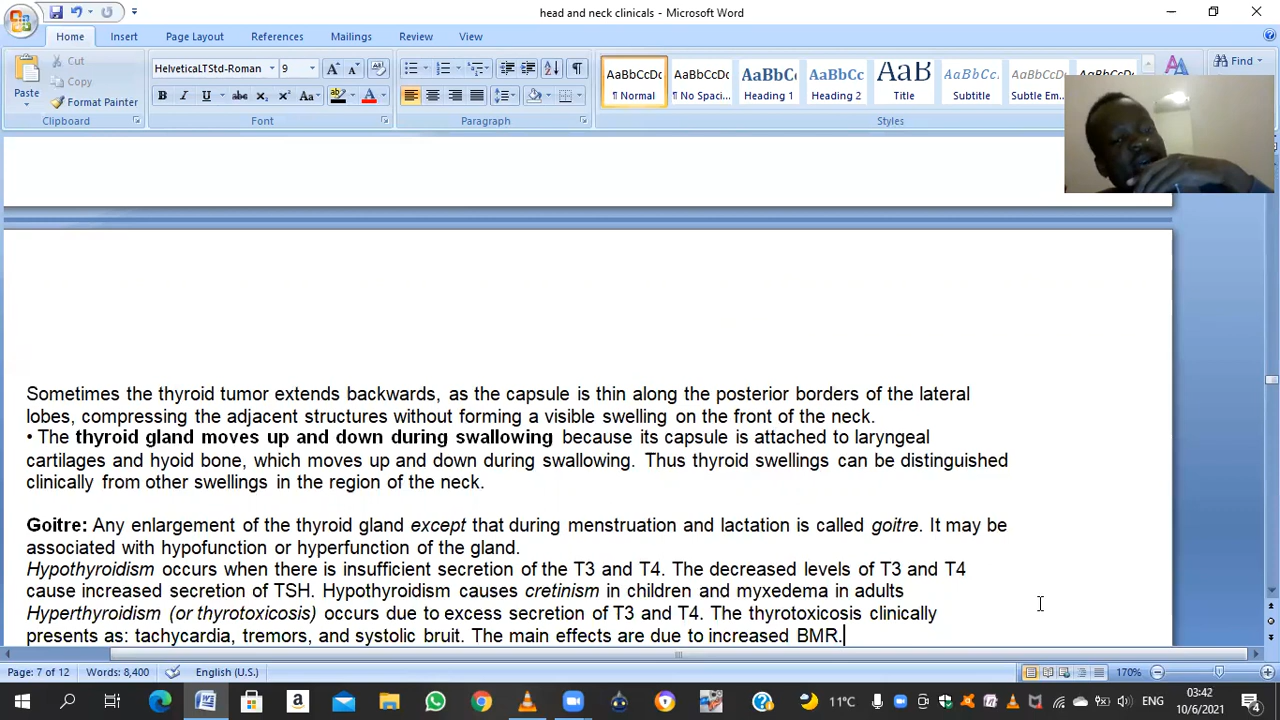 head and neck clinicals - Microsoft Word
Home Insert Page Layout References Mailings Review View
Paste
Cut
Copy
Format Painter
Clipboard
HelveticaLTStd-Roman 9
B I U abc x₂ x² Aa ab A
Font
Paragraph
AaBbCcDc AaBbCcDc AaBbCc AaBbCc AaB AaBbCc. AaBbCcDc AaBbCcDc
¶ Normal ¶ No Spaci... Heading 1 Heading 2 Title Subtitle Subtle Em...
Styles
Find
Sometimes the thyroid tumor extends backwards, as the capsule is thin along the posterior borders of the lateral
lobes, compressing the adjacent structures without forming a visible swelling on the front of the neck.
• The thyroid gland moves up and down during swallowing because its capsule is attached to laryngeal
cartilages and hyoid bone, which moves up and down during swallowing. Thus thyroid swellings can be distinguished
clinically from other swellings in the region of the neck.
Goitre: Any enlargement of the thyroid gland except that during menstruation and lactation is called goitre. It may be
associated with hypofunction or hyperfunction of the gland.
Hypothyroidism occurs when there is insufficient secretion of the T3 and T4. The decreased levels of T3 and T4
cause increased secretion of TSH. Hypothyroidism causes cretinism in children and myxedema in adults
Hyperthyroidism (or thyrotoxicosis) occurs due to excess secretion of T3 and T4. The thyrotoxicosis clinically
presents as: tachycardia, tremors, and systolic bruit. The main effects are due to increased BMR.
Page: 7 of 12 Words: 8,400 English (U.S.) 170%
11°C ENG 03:42
10/6/2021 4